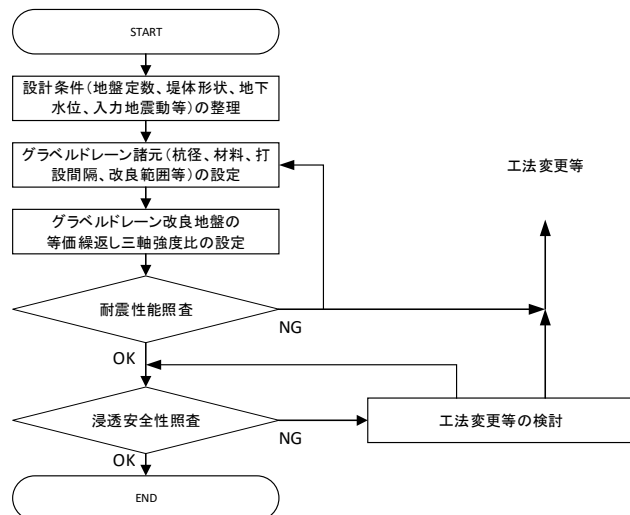 START
設計条件(地盤定数、堤体形状、地下
水位、入力地震動等)の整理
グラベルドレーン諸元(杭径、材料、打
設間隔、改良範囲等)の設定
工法変更等
グラベルドレーン改良地盤の
等価繰返し三軸強度比の設定
耐震性能照査
NG
OK
浸透安全性照査
NG
工法変更等の検討
OK
END